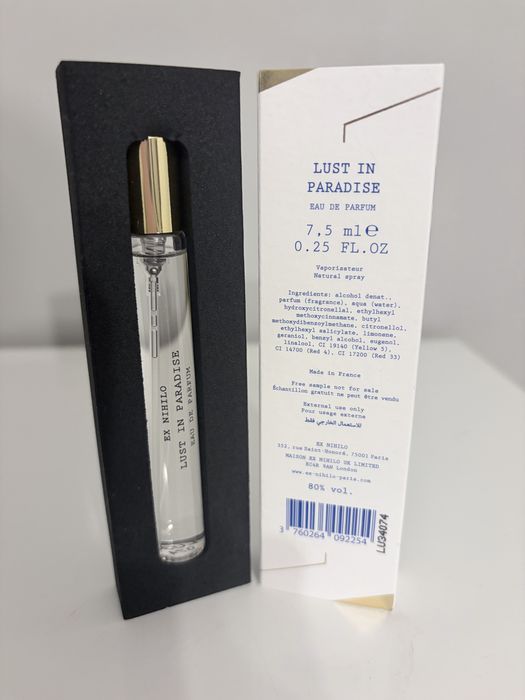 EX NIHILO
LUST IN PARADISE
EAU DE PARFUM
LUST IN
PARADISE
EAU DE PARFUM
7,5 ml e
0.25 FL.OZ
Vaporisateur
Natural spray
Ingredients: alcohol denat.,
parfum (fragrance), aqua (water),
hydroxycitronellal, ethylhexyl
methoxycinnamate, butyl
methoxydibenzoylmethane, citronellol,
ethylhexyl salicylate, limonene,
geraniol, benzyl alcohol, eugenol,
linalool, CI 19140 (Yellow 5),
CI 14700 (Red 4), CI 17200 (Red 33)
Made in France
Free sample not for sale
Échantillon gratuit ne peut être vendu
External use only
Pour usage externe
للاستعمال الخارجي فقط
EX NIHILO
352, rue Saint-Honoré, 75001 Paris
MAISON EX NIHILO UK LIMITED
EC4R 9AN London
www.ex-nihilo-paris.com
80% vol.
3 760264 092254
LU34074